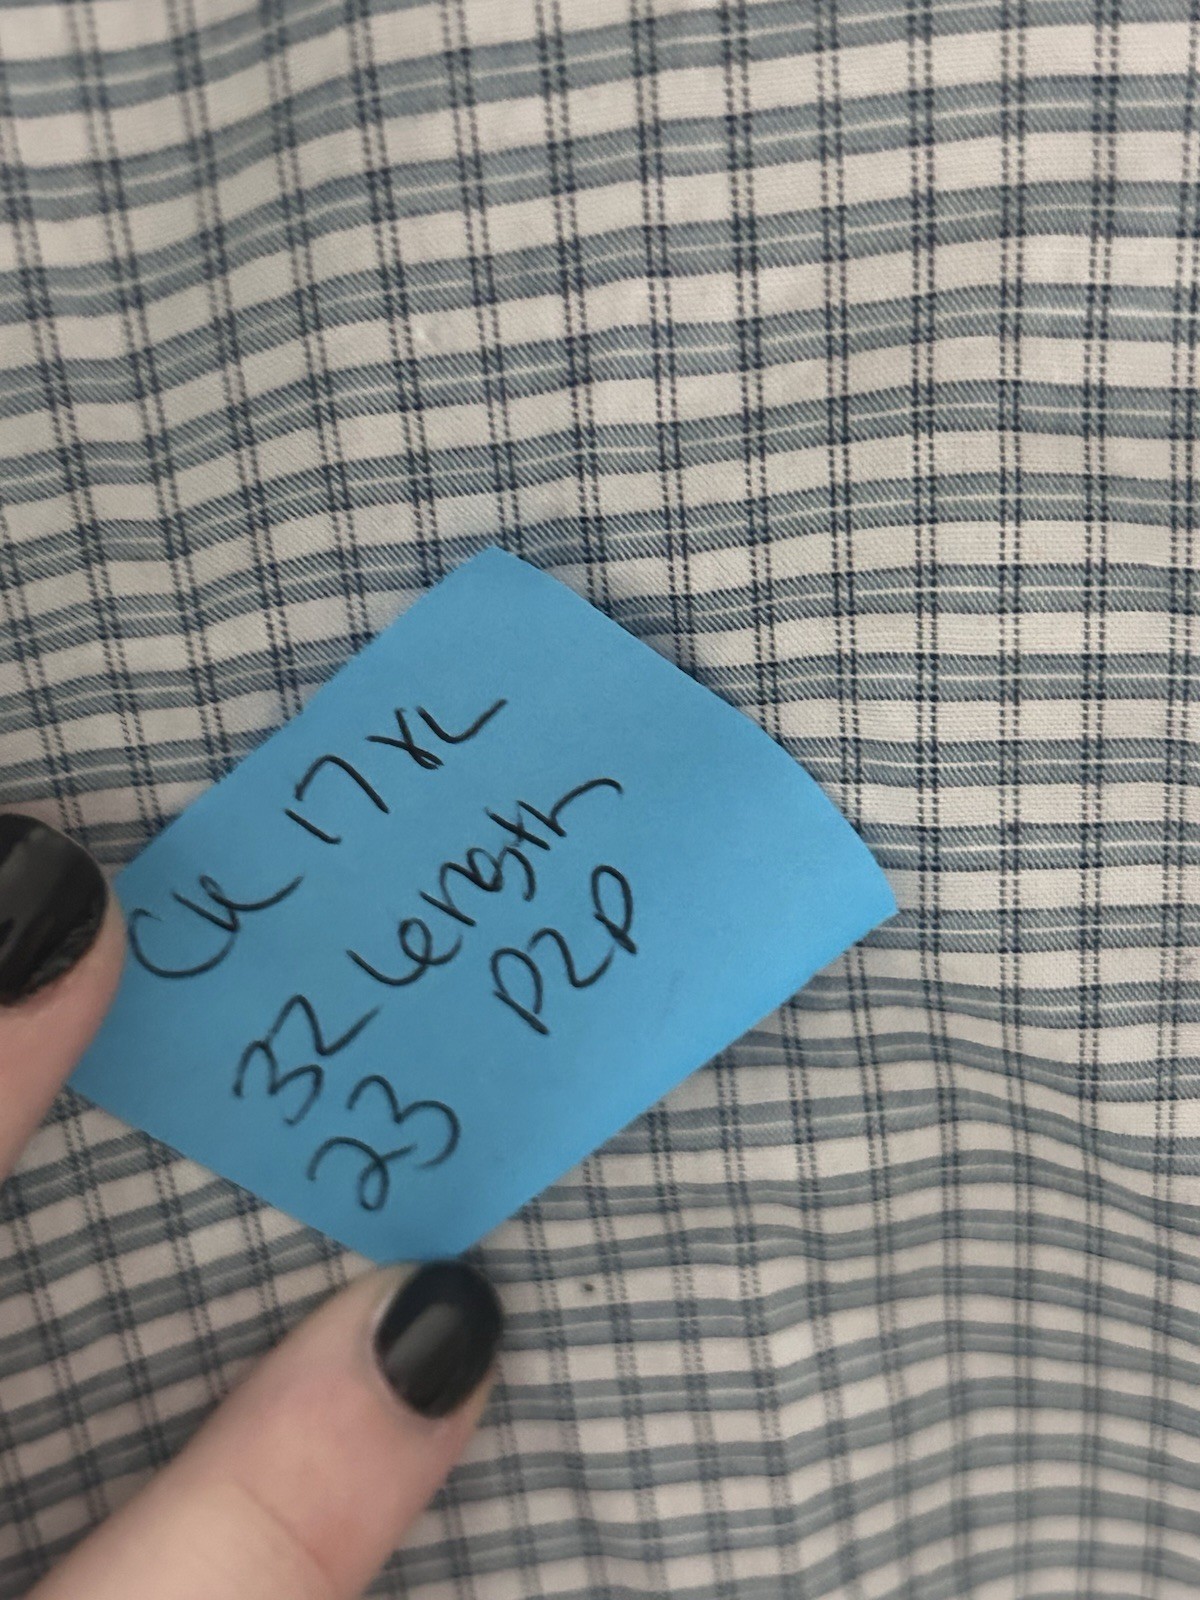 CK 17 XL
32 Length
23 P2P